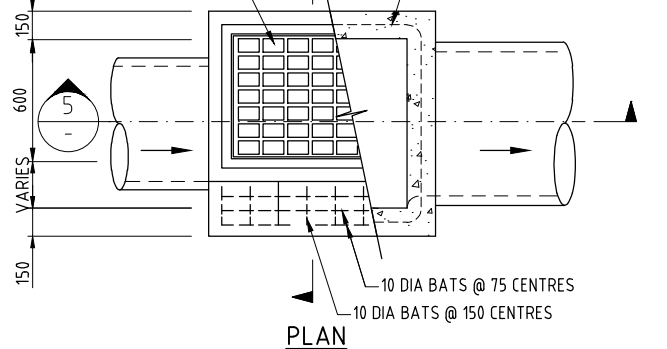 150
600
VARIES
150
5
-
10 DIA BATS @ 75 CENTRES
10 DIA BATS @ 150 CENTRES
PLAN